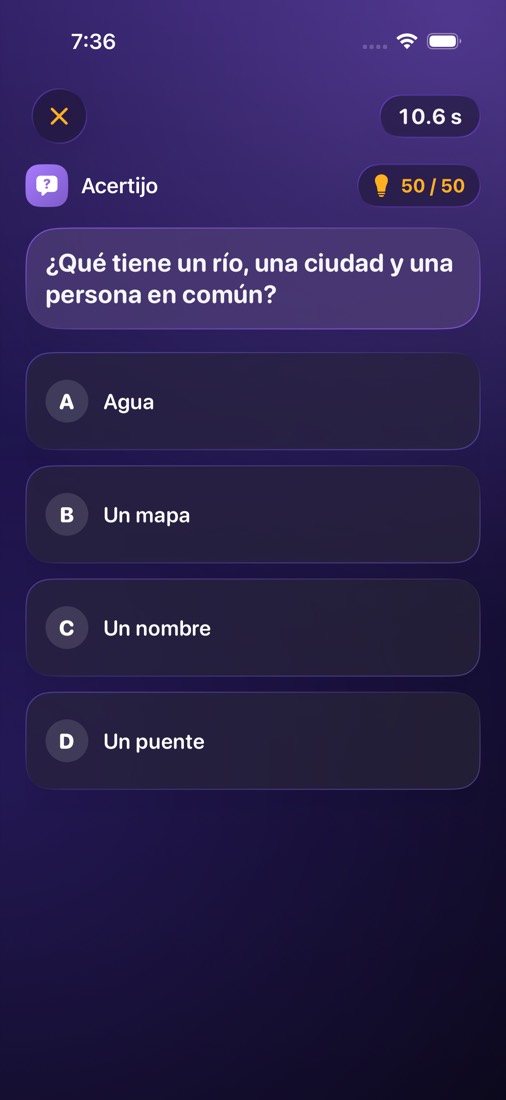 7:36
10.6 s
Acertijo
50 / 50
¿Qué tiene un río, una ciudad y una
persona en común?
A Agua
B Un mapa
C Un nombre
D Un puente